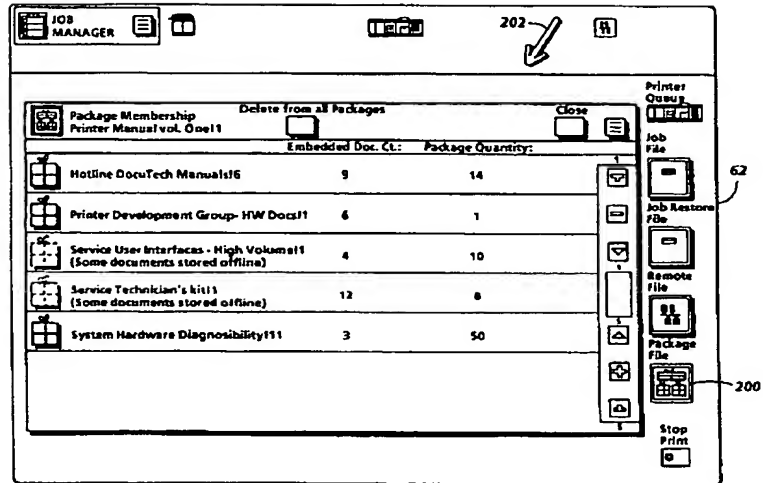 JOB
MANAGER
202
Printer
Queue
Package Membership
Printer Manual vol. One!1
Delete from all Packages
Close
Embedded Doc. Ct.:
Package Quantity:
Job
File
62
Hotline DocuTech Manuals!6
9
14
Printer Development Group- HW Docs!1
6
1
Job Restore
File
Service User Interfaces - High Volume!1
(Some documents stored offline)
4
10
Remote
File
Service Technician's kit!1
(Some documents stored offline)
12
8
System Hardware Diagnosibility!11
3
50
Package
File
200
Stop
Print